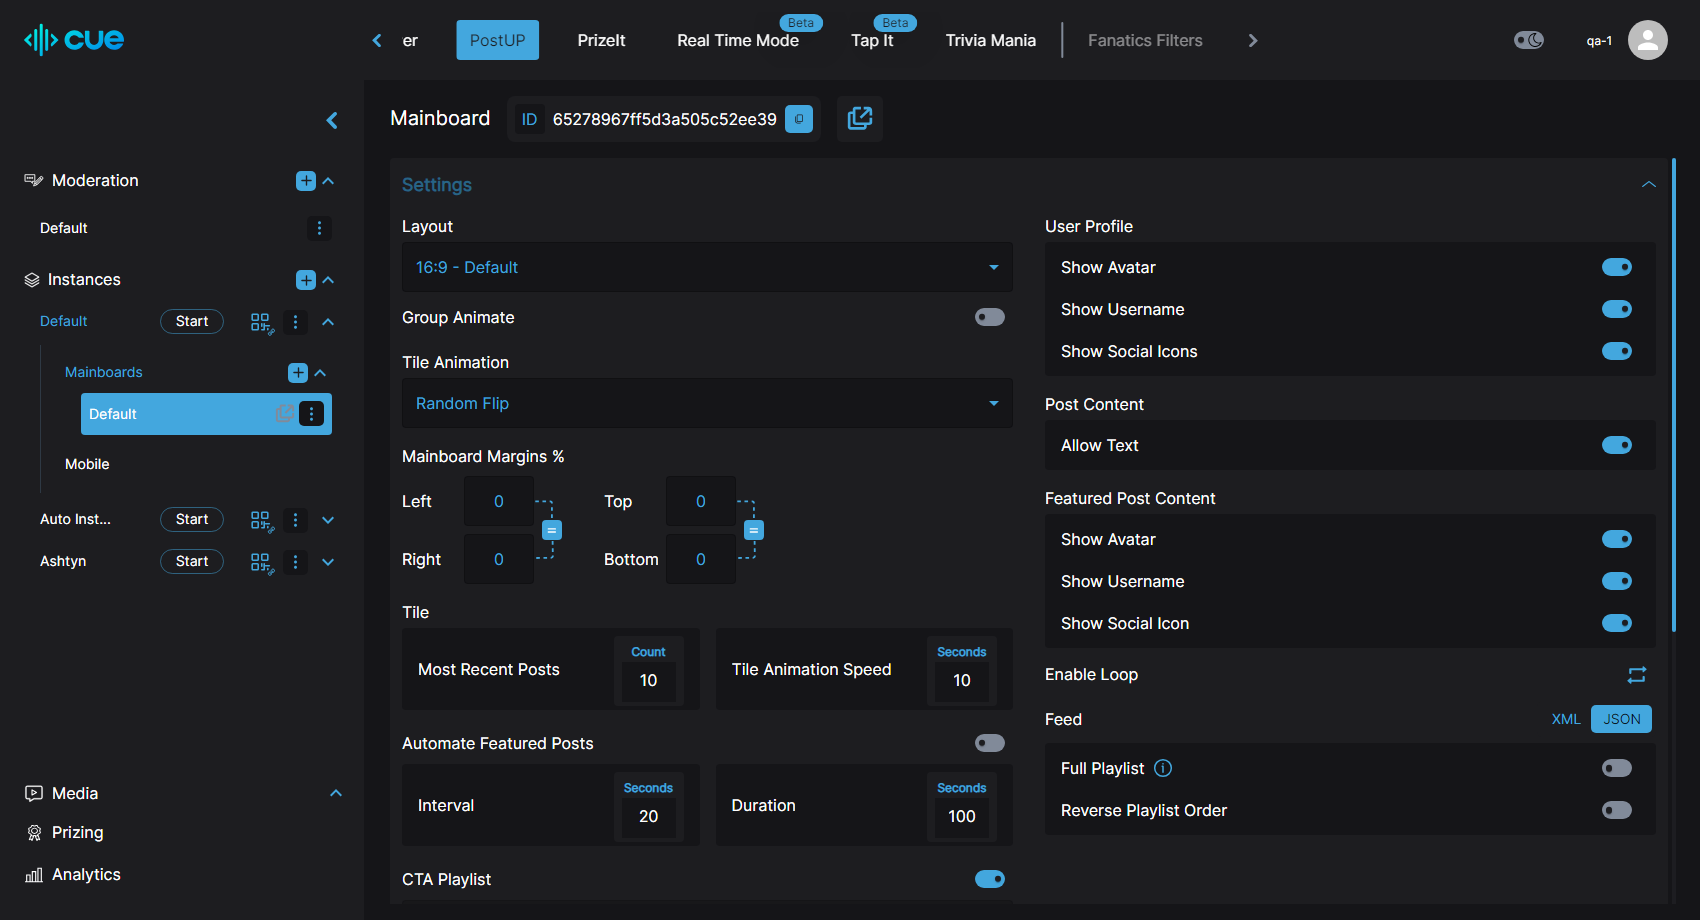 cue
er
PostUP
PrizeIt
Real Time Mode
Beta
Tap It
Beta
Trivia Mania
Fanatics Filters
qa-1
Mainboard
ID
65278967ff5d3a505c52ee39
Moderation
Default
Instances
Default
Start
Mainboards
Default
Mobile
Auto Inst...
Start
Ashtyn
Start
Media
Prizing
Analytics
Settings
Layout
16:9 - Default
Group Animate
Tile Animation
Random Flip
Mainboard Margins %
Left
0
Top
0
Right
0
Bottom
0
Tile
Most Recent Posts
Count
10
Tile Animation Speed
Seconds
10
Automate Featured Posts
Interval
Seconds
20
Duration
Seconds
100
CTA Playlist
User Profile
Show Avatar
Show Username
Show Social Icons
Post Content
Allow Text
Featured Post Content
Show Avatar
Show Username
Show Social Icon
Enable Loop
Feed
XML
JSON
Full Playlist
Reverse Playlist Order